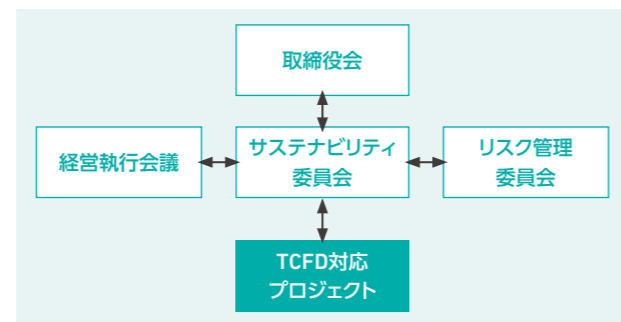 取締役会
経営執行会議
サステナビリティ
委員会
リスク管理
委員会
TCFD対応
プロジェクト